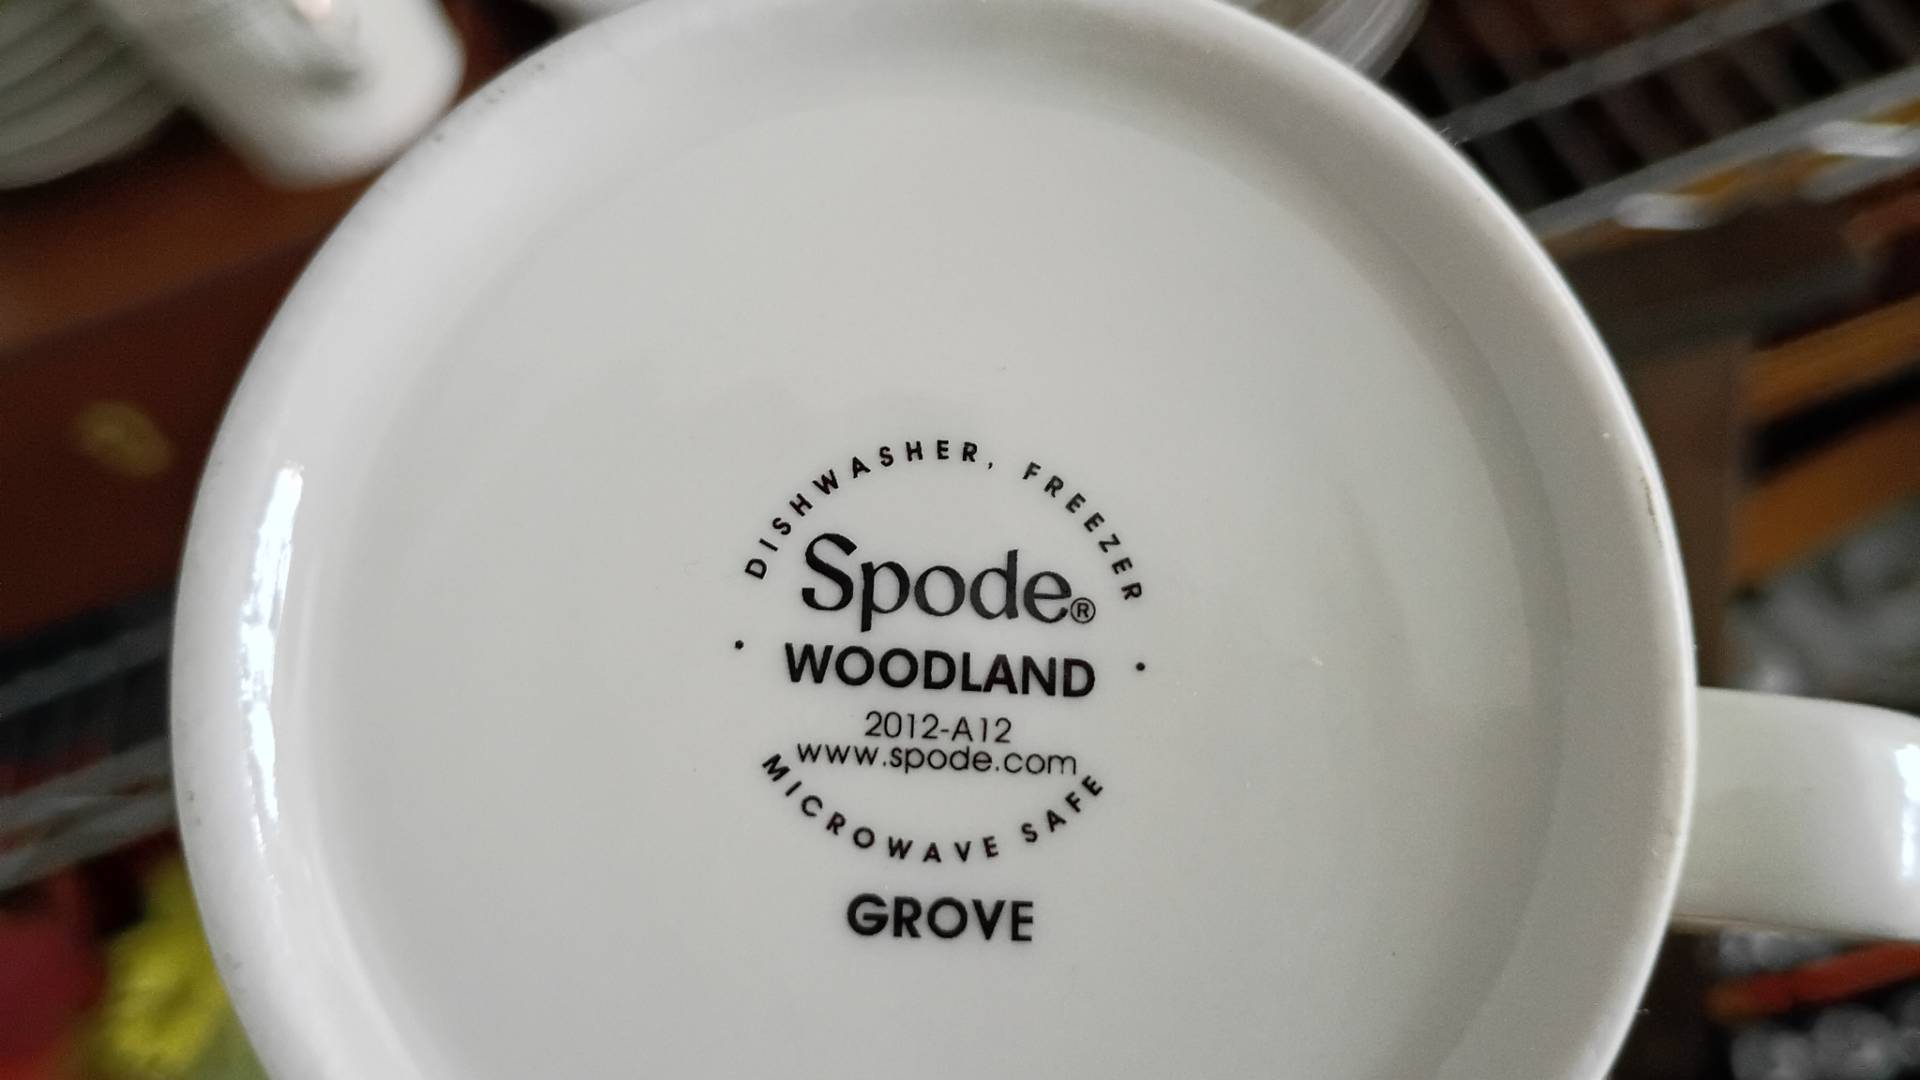 DISHWASHER, FREEZER
Spode®
· WOODLAND ·
2012-A12
www.spode.com
MICROWAVE SAFE
GROVE